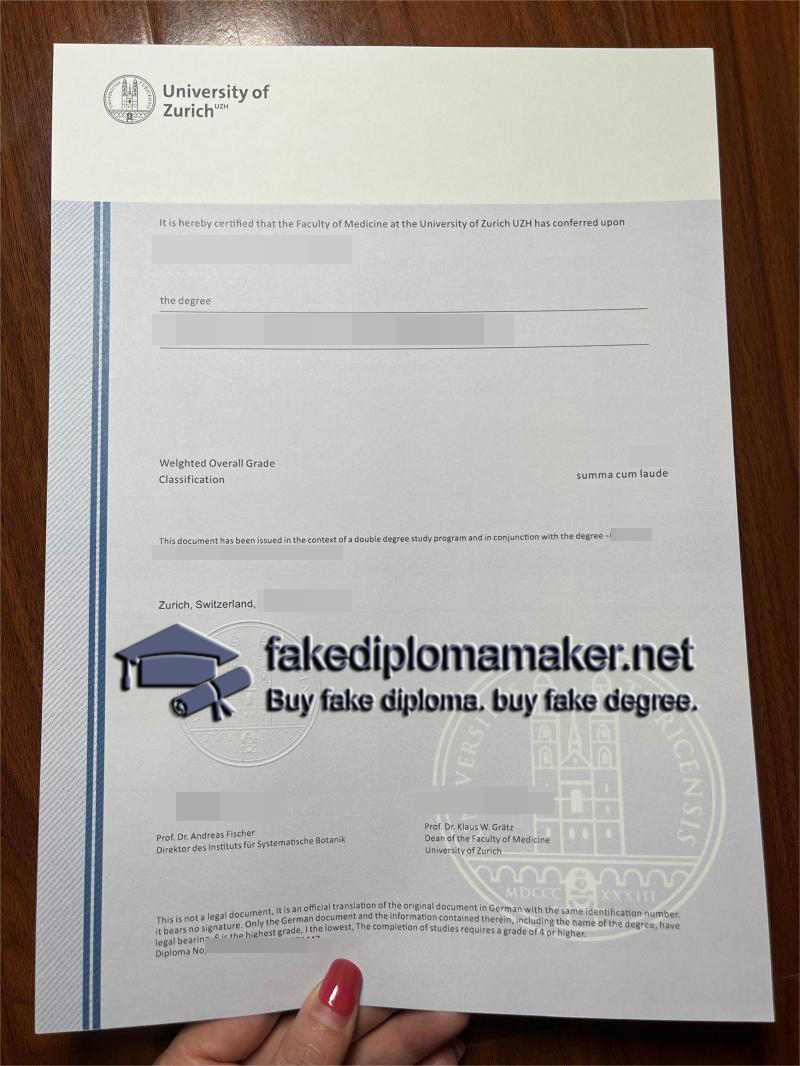 University of
Zurich UZH
It is hereby certified that the Faculty of Medicine at the University of Zurich UZH has conferred upon
the degree
Welghted Overall Grade
Classification
summa cum laude
This document has been issued in the context of a double degree study program and in conjunction with the degree -
Zurich, Switzerland,
fakediplomamaker.net
Buy fake diploma. buy fake degree.
Prof. Dr. Andreas Fischer
Direktor des Instituts für Systematische Botanik
Prof. Dr. Klaus W. Grätz
Dean of the Faculty of Medicine
University of Zurich
MDCCC XXXIII
This is not a legal document, It is an official translation of the original document in German with the same identification number.
it bears no signature. Only the German document and the information contained therein, including the name of the degree, have
legal bearing. 6 is the highest grade, I the lowest, The completion of studies requires a grade of 4 pr higher.
Diploma No